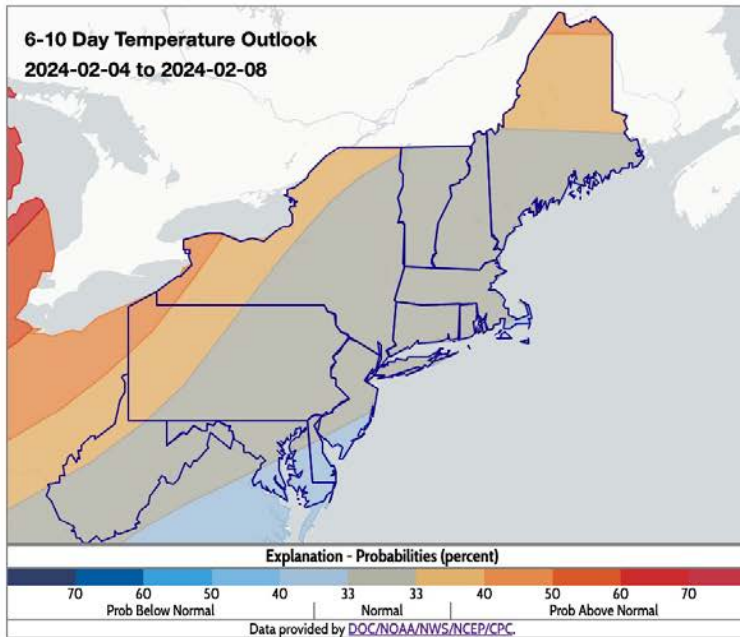 6-10 Day Temperature Outlook
2024-02-04 to 2024-02-08
Explanation - Probabilities (percent)
70 60 50 40 33 33 40 50 60 70
Prob Below Normal | Normal | Prob Above Normal
Data provided by DOC/NOAA/NWS/NCEP/CPC.